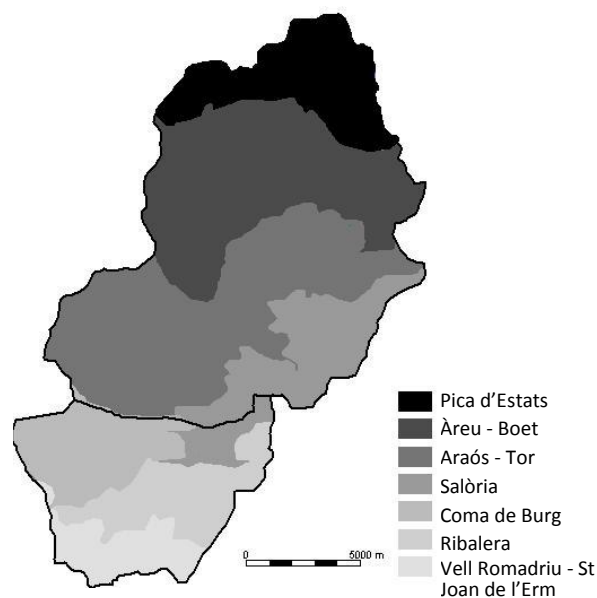 Pica d’Estats
Àreu - Boet
Araós - Tor
Salòria
Coma de Burg
Ribalera
Vell Romadriu - St
Joan de l’Erm
0 5000 m